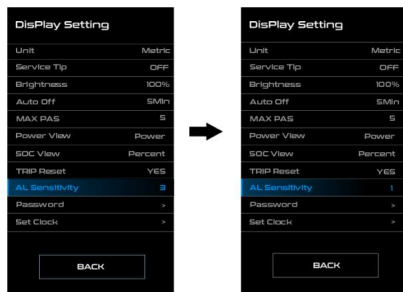 DisPlay Setting
Unit Metric
Service Tip OFF
Brightness 100%
Auto Off 5Min
MAX PAS 5
Power View Power
SOC View Percent
TRIP Reset YES
AL Sensitivity 3
Password >
Set Clock >
BACK
DisPlay Setting
Unit Metric
Service Tip OFF
Brightness 100%
Auto Off 5Min
MAX PAS 5
Power View Power
SOC View Percent
TRIP Reset YES
AL Sensitivity 1
Password >
Set Clock >
BACK